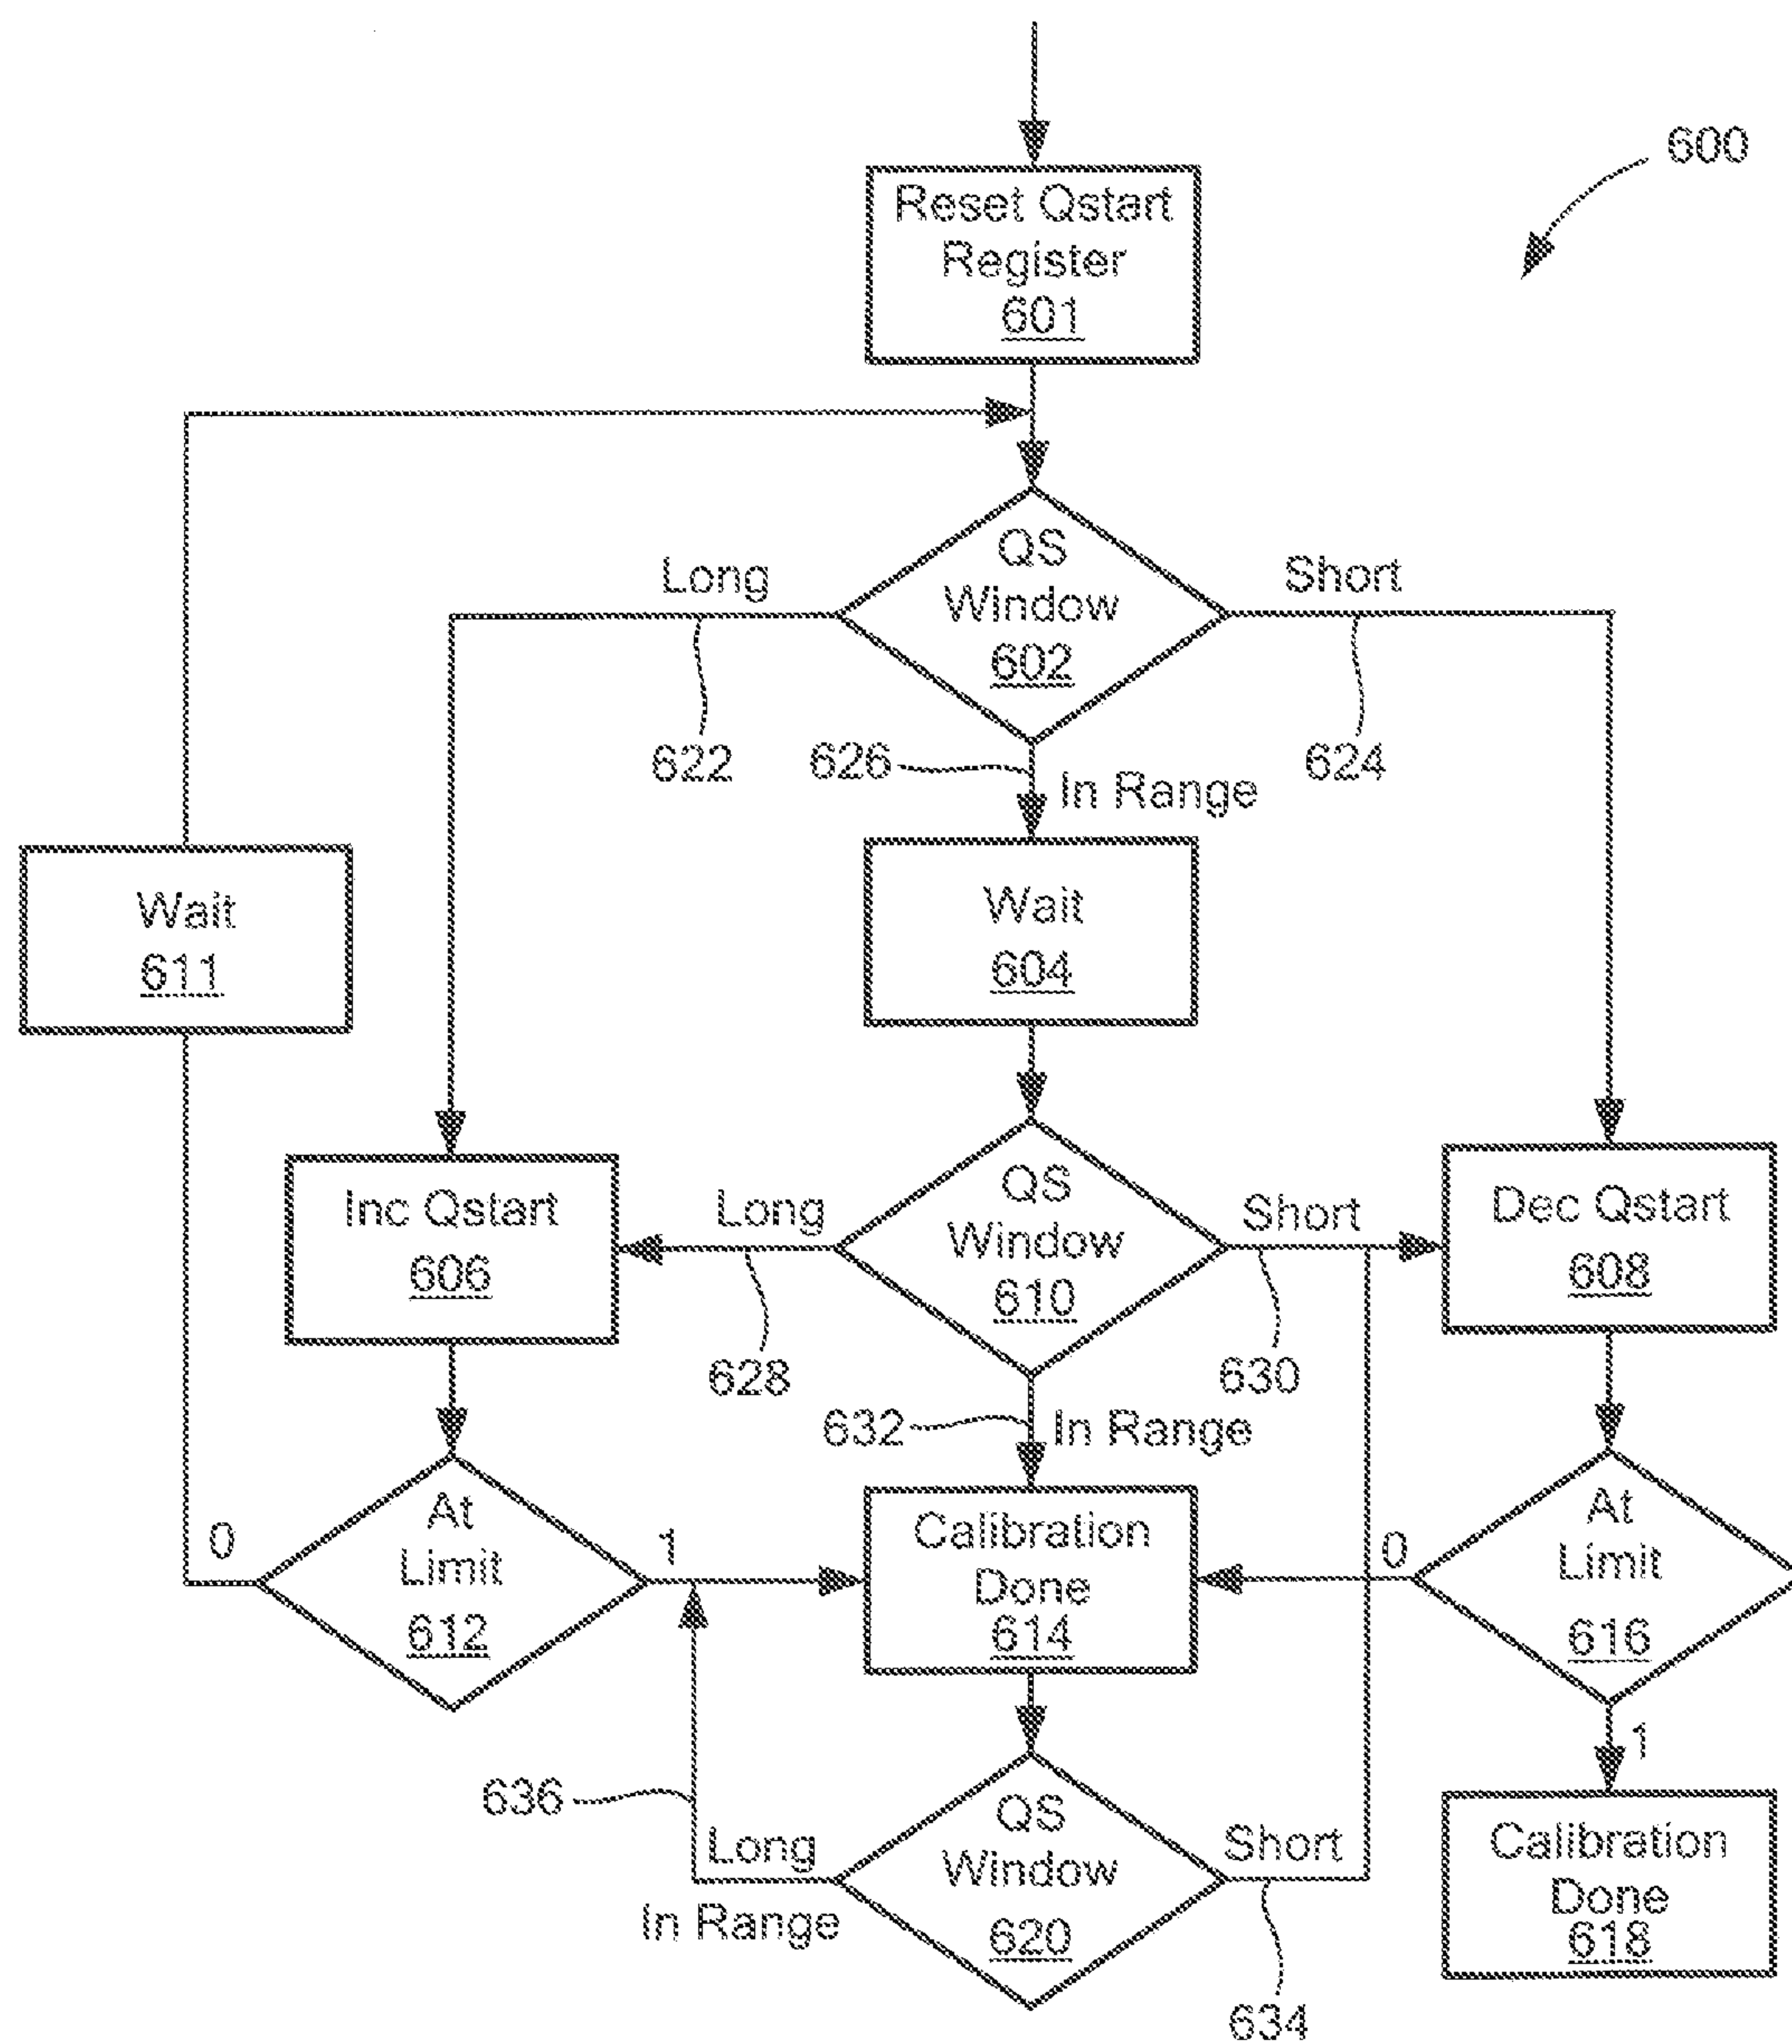 600
Reset Qstart
Register
601
QS
Window
602
Long
Short
622
626
624
In Range
Wait
611
Wait
604
Inc Qstart
606
Long
QS
Window
610
Short
Dec Qstart
608
628
630
632
In Range
At
Limit
612
0
1
Calibration
Done
614
0
At
Limit
616
1
636
Long
In Range
QS
Window
620
Short
634
Calibration
Done
618